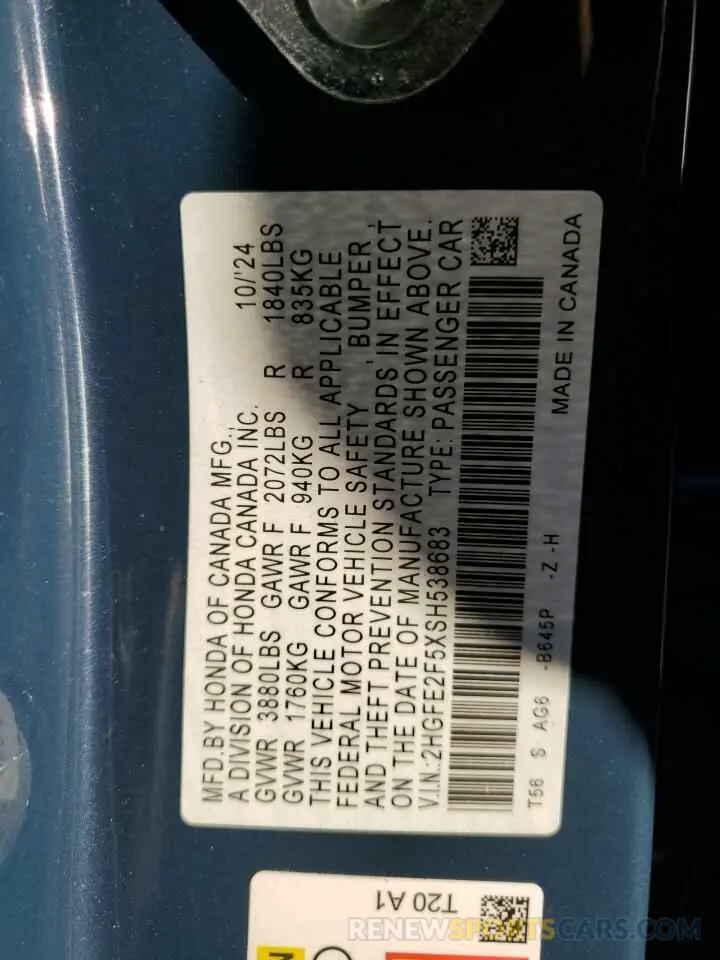 MFD.BY HONDA OF CANADA MFG., 10/'24
A DIVISION OF HONDA CANADA INC.
GVWR 3880LBS GAWR F 2072LBS R 1840LBS
GVWR 1760KG GAWR F 940KG R 835KG
THIS VEHICLE CONFORMS TO ALL APPLICABLE
FEDERAL MOTOR VEHICLE SAFETY, BUMPER,
AND THEFT PREVENTION STANDARDS IN EFFECT
ON THE DATE OF MANUFACTURE SHOWN ABOVE.
V.I.N.:2HGFE2F5XSH538683 TYPE: PASSENGER CAR
T56 S AG6 -B645P -Z -H
MADE IN CANADA
T20 A1
N
RENEWSPORTSCARS.COM